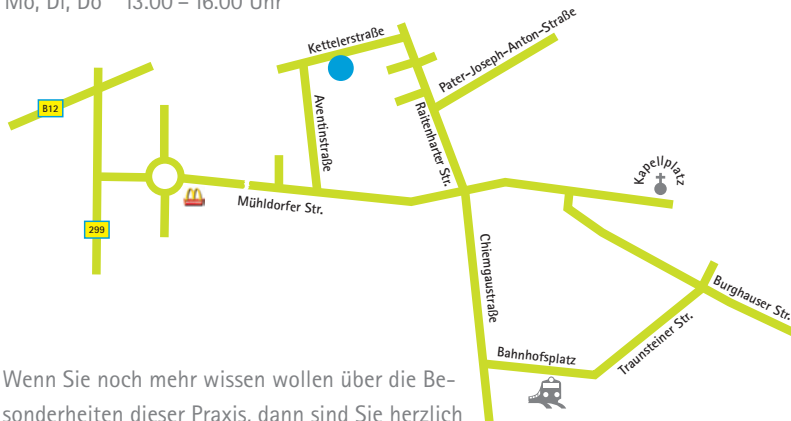 Mo, Di, Do 13.00 – 16.00 Uhr
Kettelerstraße
Pater-Joseph-Anton-Straße
B12
Aventinstraße
Raitenharter Str.
Kapellplatz
299
Mühldorfer Str.
Chiemgaustraße
Burghauser Str.
Traunsteiner Str.
Bahnhofsplatz
Wenn Sie noch mehr wissen wollen über die Be-
sonderheiten dieser Praxis, dann sind Sie herzlich